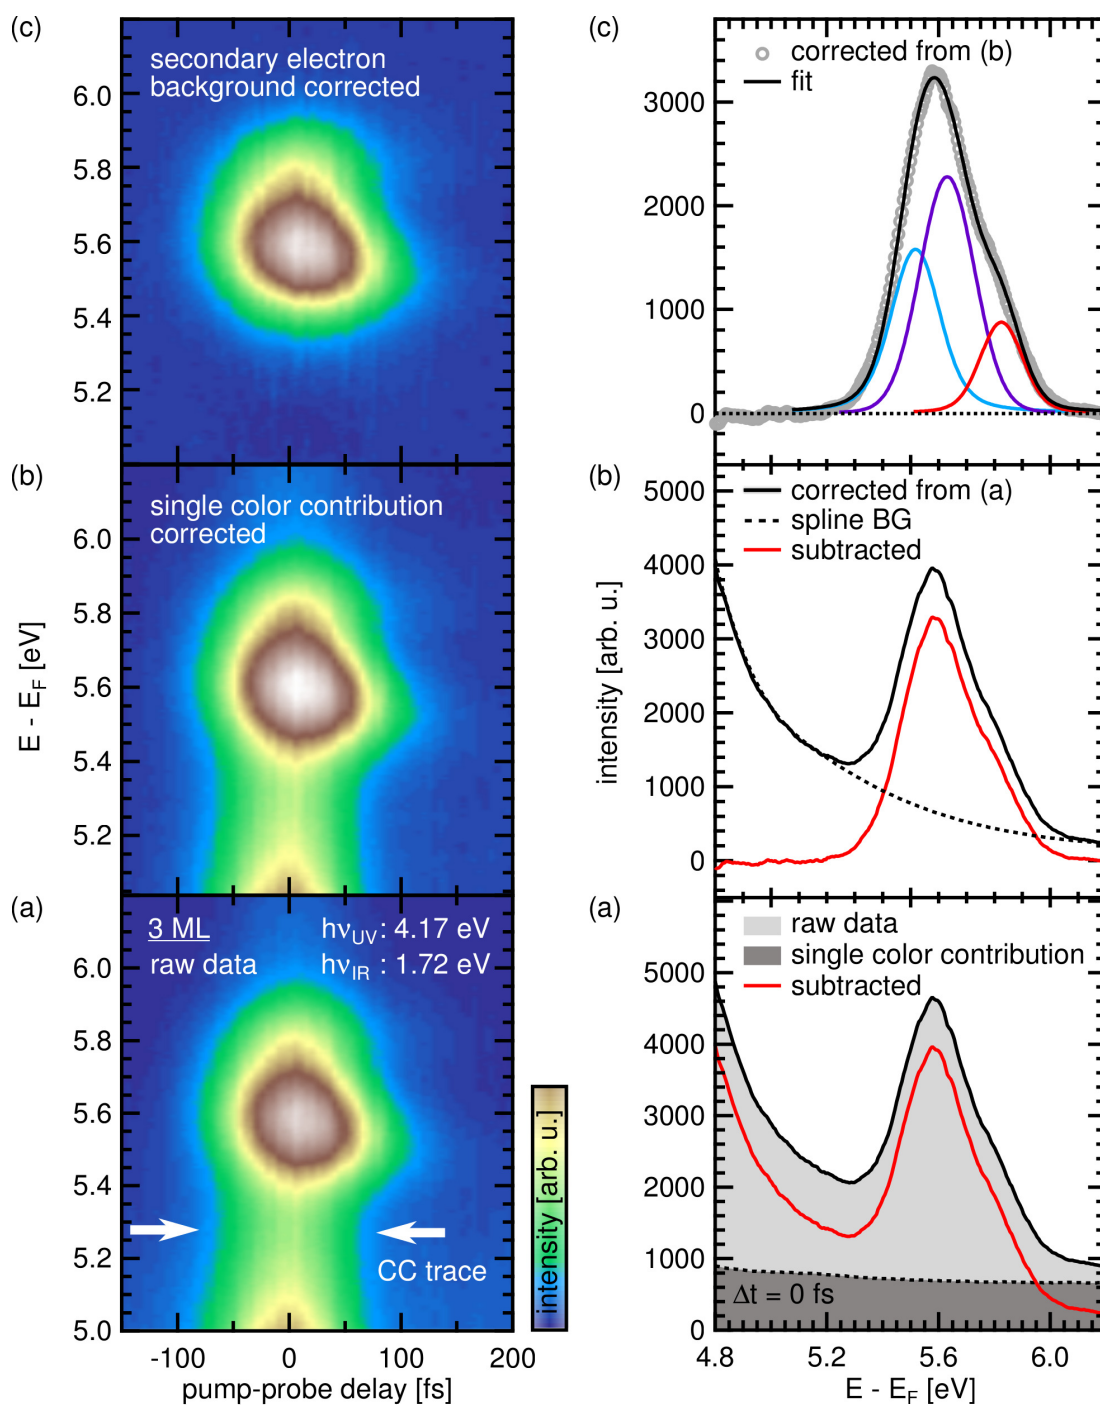 (c)
secondary electron
background corrected
6.0
5.8
5.6
5.4
5.2
(b)
single color contribution
corrected
6.0
5.8
5.6
5.4
5.2
E - E_F [eV]
(a)
3 ML
hν_UV: 4.17 eV
raw data
hν_IR : 1.72 eV
6.0
5.8
5.6
5.4
5.2
5.0
CC trace
intensity [arb. u.]
-100 0 100 200
pump-probe delay [fs]
(c)
corrected from (b)
fit
3000
2000
1000
0
(b)
corrected from (a)
spline BG
subtracted
5000
4000
3000
2000
1000
0
intensity [arb. u.]
(a)
raw data
single color contribution
subtracted
5000
4000
3000
2000
1000
0
Δt = 0 fs
4.8 5.2 5.6 6.0
E - E_F [eV]